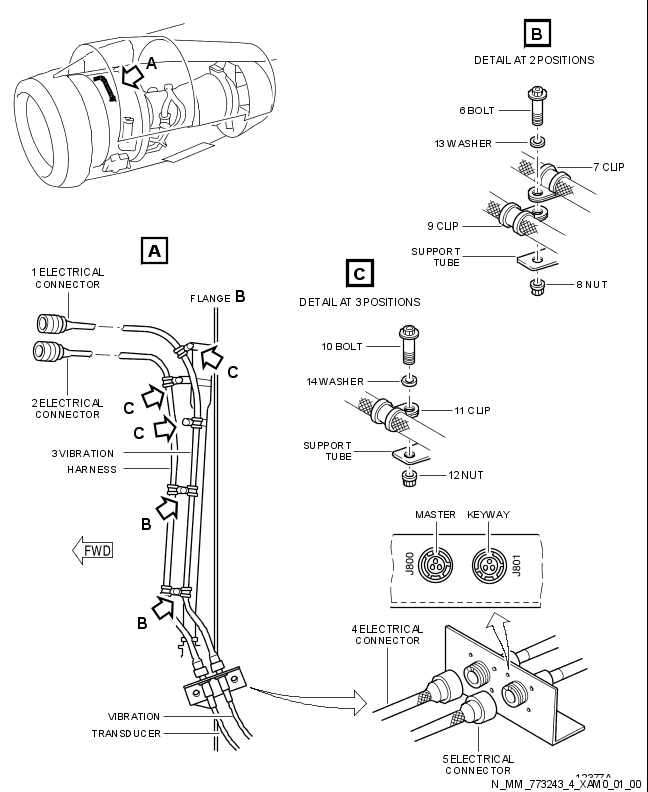 A
B
DETAIL AT 2 POSITIONS
6 BOLT
13 WASHER
7 CLIP
9 CLIP
SUPPORT
TUBE
8 NUT
A
1 ELECTRICAL
CONNECTOR
FLANGE B
2 ELECTRICAL
CONNECTOR
C
C
C
3 VIBRATION
HARNESS
B
FWD
B
VIBRATION
TRANSDUCER
C
DETAIL AT 3 POSITIONS
10 BOLT
14 WASHER
11 CLIP
SUPPORT
TUBE
12 NUT
MASTER KEYWAY
J800
J801
4 ELECTRICAL
CONNECTOR
5 ELECTRICAL
CONNECTOR
N_MM_773243_4_XAM0_01_00